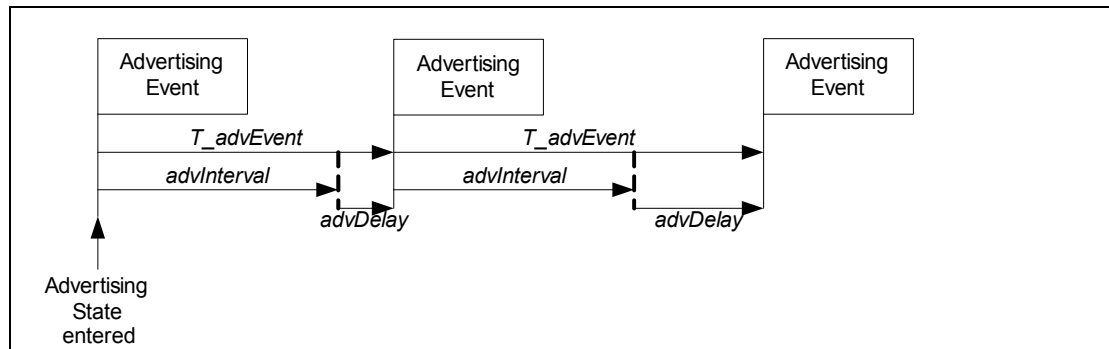 Advertising
Event
Advertising
Event
Advertising
Event
T_advEvent
T_advEvent
advInterval
advInterval
advDelay
advDelay
Advertising
State
entered